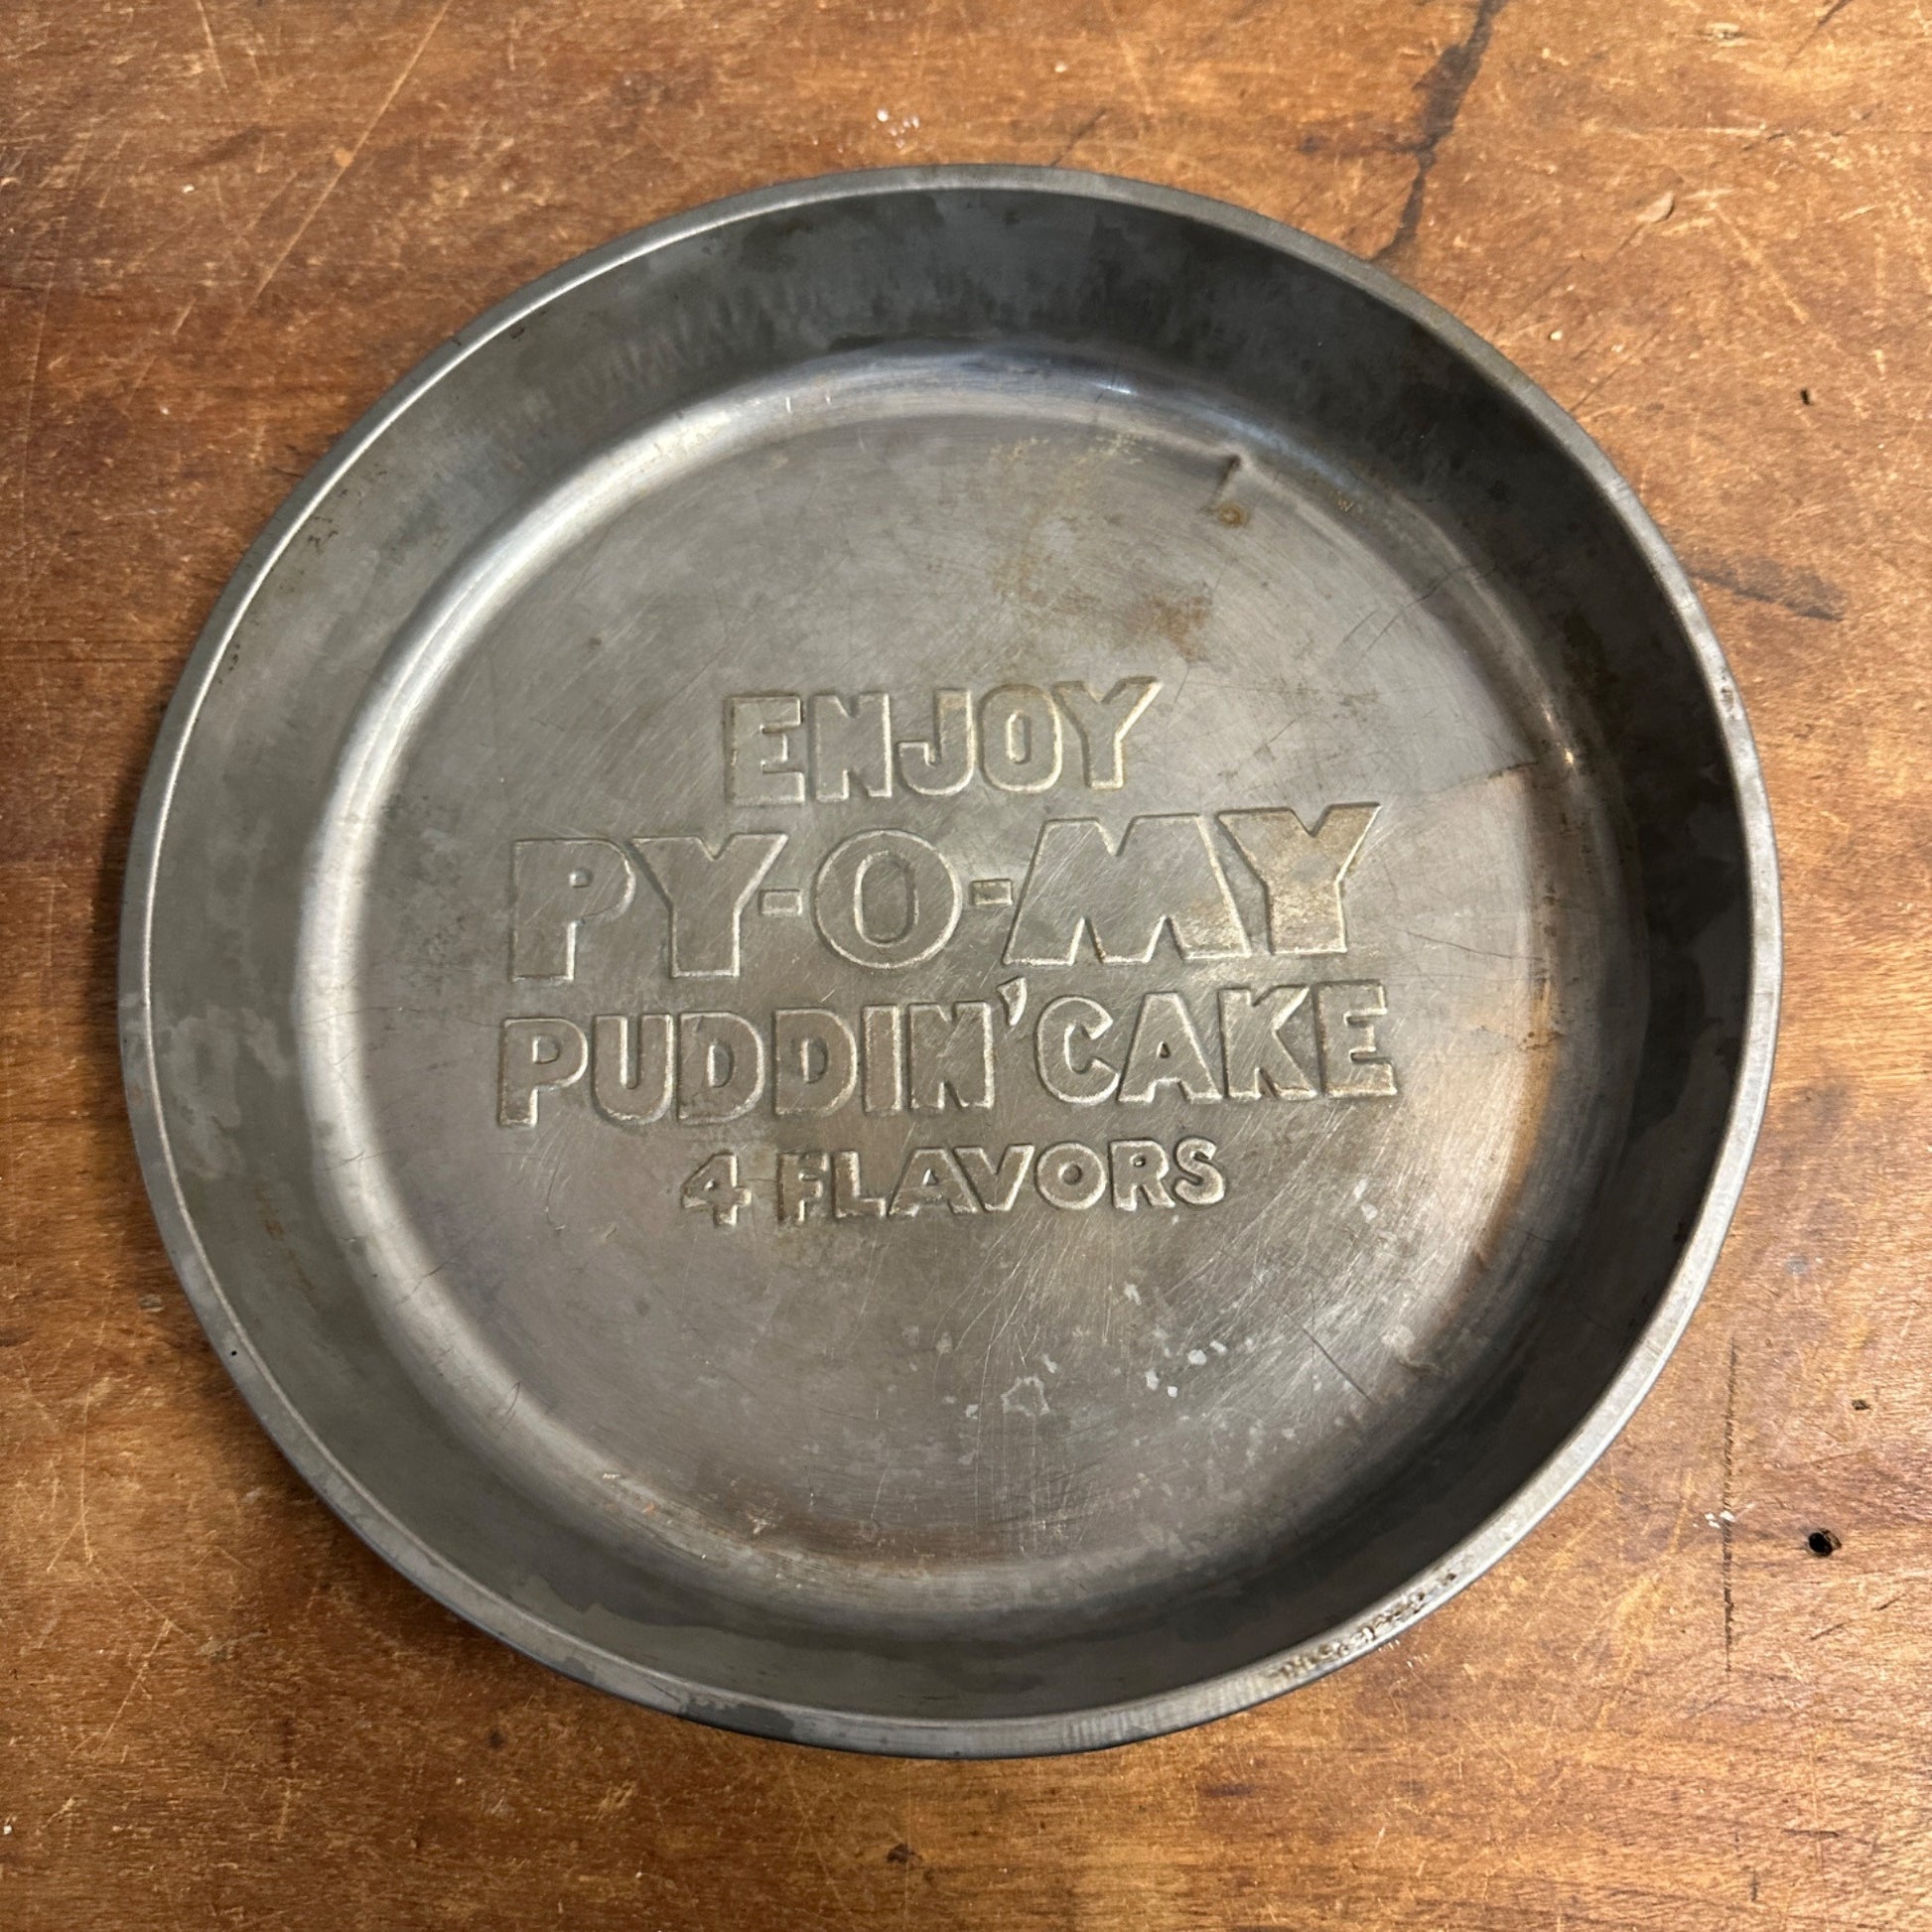 ENJOY
PY-O-MY
PUDDIN' CAKE
4 FLAVORS